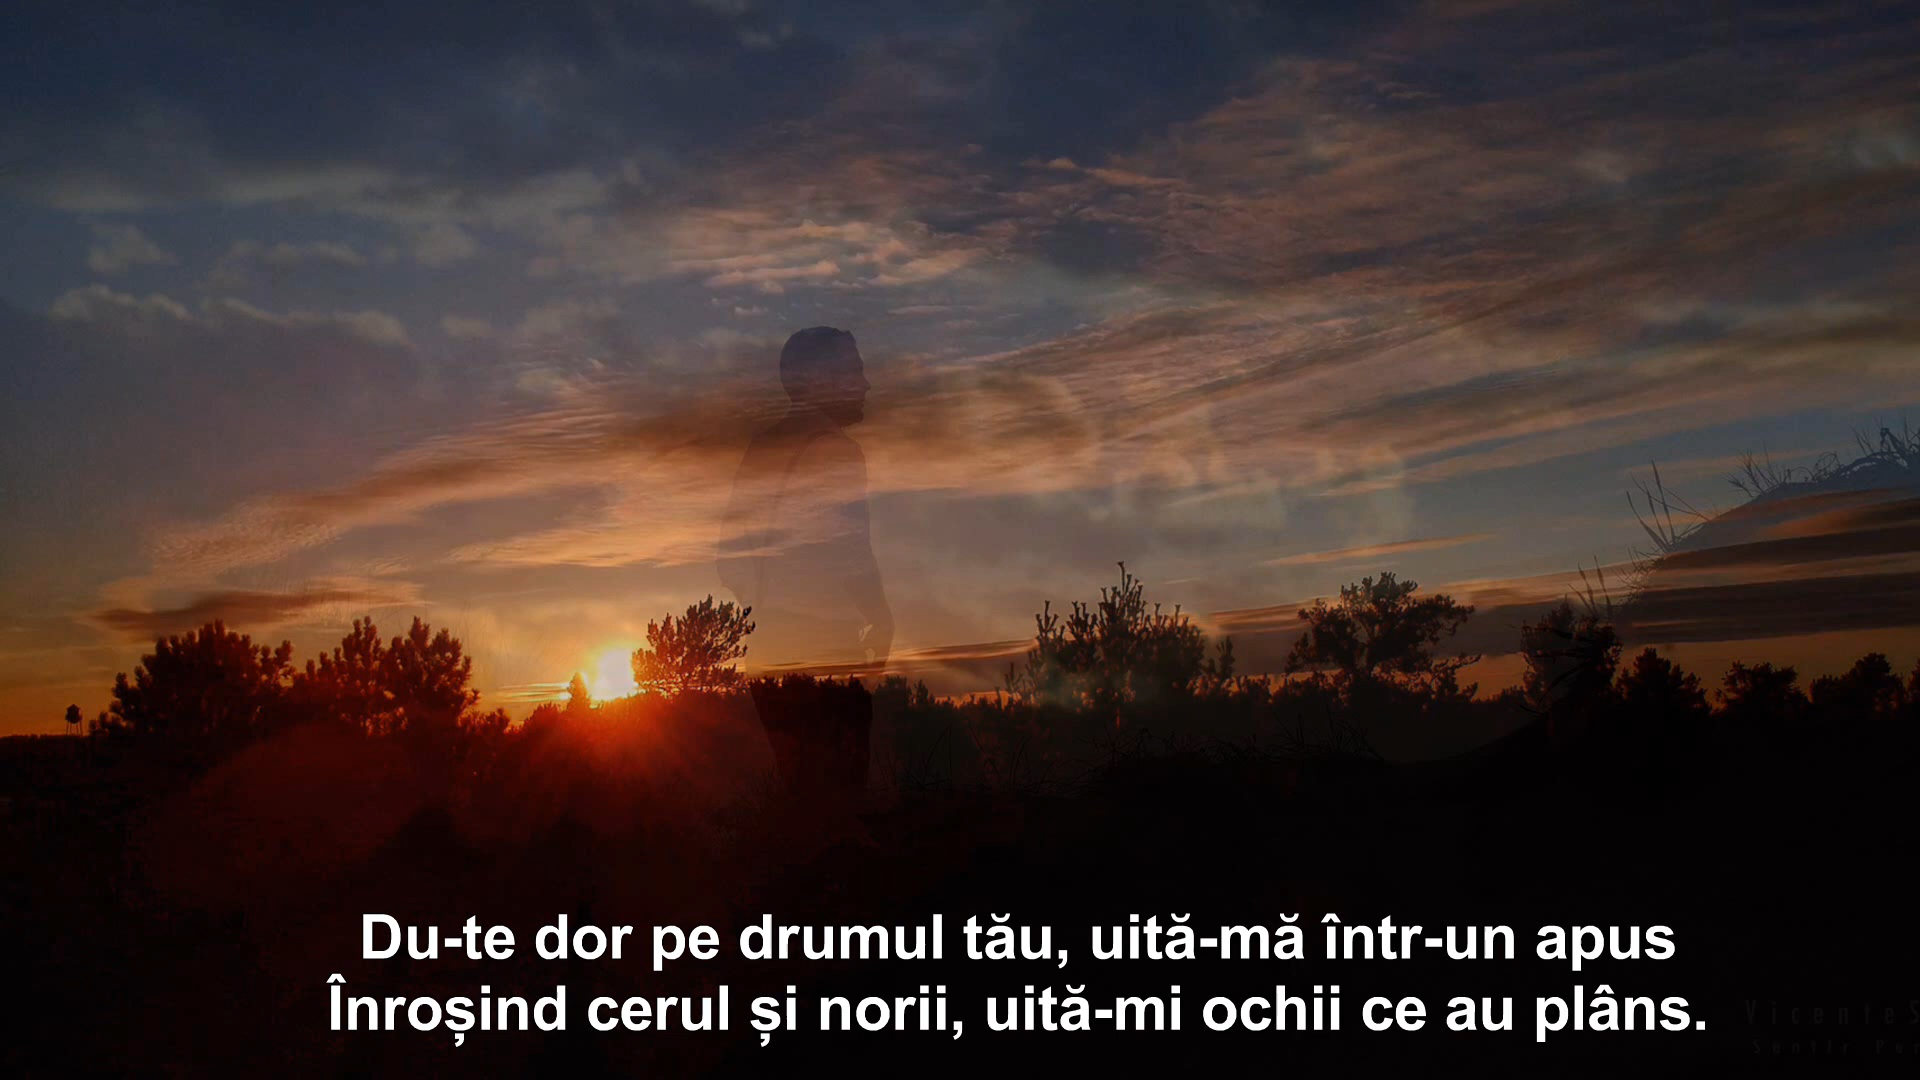 Du-te dor pe drumul tău, uită-mă într-un apus
Înroșind cerul și norii, uită-mi ochii ce au plâns.
VicenteS